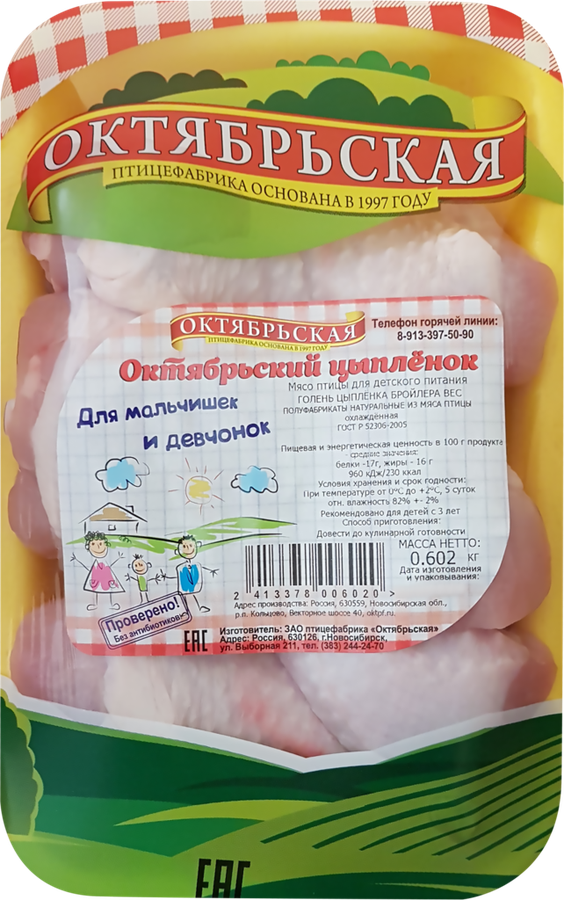 ОКТЯБРЬСКАЯ
ПТИЦЕФАБРИКА ОСНОВАНА В 1997 ГОДУ
ОКТЯБРЬСКАЯ
ПТИЦЕФАБРИКА ОСНОВАНА В 1997 ГОДУ
Телефон горячей линии:
8-913-397-50-90
Октябрьский цыплёнок
Мясо птицы для детского питания
ГОЛЕНЬ ЦЫПЛЕНКА БРОЙЛЕРА ВЕС
ПОЛУФАБРИКАТЫ НАТУРАЛЬНЫЕ ИЗ МЯСА ПТИЦЫ
охлаждённая
ГОСТ Р 52306-2005
Для мальчишек
и девчонок
Пищевая и энергетическая ценность в 100 г продукте
средние значения:
белки -17г, жиры - 16 г
960 кДж/230 ккал
Условия хранения и срок годности:
При температуре от 0°С до +2°С, 5 суток
отн. влажность 82% +- 2%
Рекомендовано для детей с 3 лет
Способ приготовления:
Довести до кулинарной готовности
МАССА НЕТТО:
0.602 кг
Дата изготовления
и упаковывания:
2 413378 006020 >
Проверено!
Без антибиотиков
Адрес производства: Россия, 630559, Новосибирская обл.,
р.п. Кольцово, Векторное шоссе 40, oktpf.ru.
EAC
Изготовитель: ЗАО птицефабрика «Октябрьская»
Адрес: Россия, 630126, г.Новосибирск,
ул. Выборная 211, тел. (383) 244-24-70
EAC